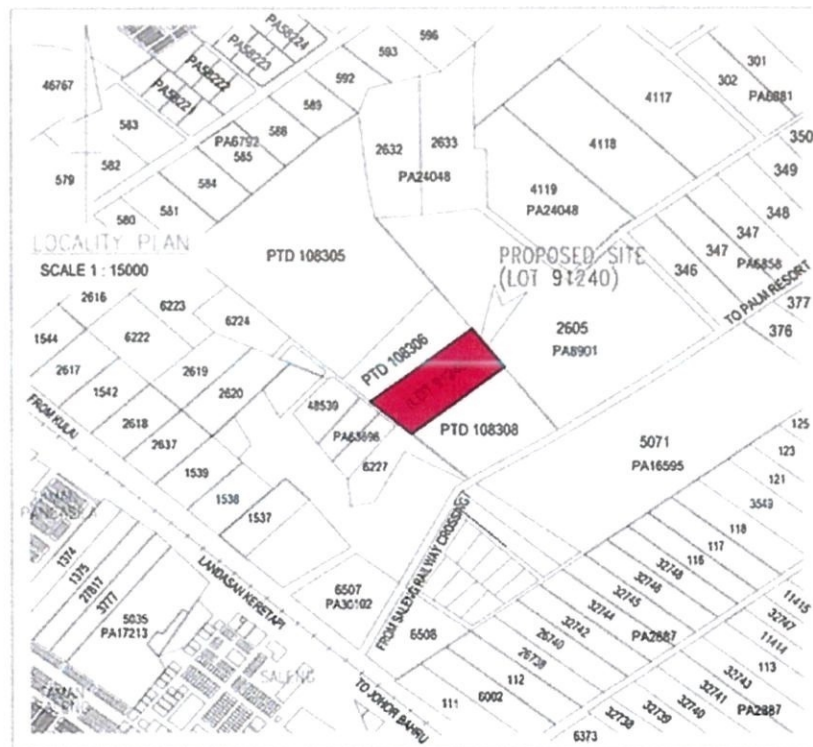 PA58224
PA58223
PA58222
PA58221
593
596
592
589
588
PA6792
585
584
583
582
581
580
579
46767
2632
2633
PA24048
4117
4118
4119
PA24048
301
302
PA6881
350
349
348
347
347
346
PA6858
TO PALM RESORT
377
376
LOCALITY PLAN
SCALE 1 : 15000
PTD 108305
PROPOSED SITE
(LOT 91240)
2605
PA8901
2616
6223
6224
1544
6222
2617
2619
1542
2620
2618
2637
FROM KULAI
1539
1538
1537
PTD 108306
48539
6227
PTD 108308
5071
PA16595
125
123
121
3549
118
117
116
32748
32746
32745
32744
32742
PA2887
26740
26738
11415
32747
11414
113
32743
32741
PA2887
32740
32739
32738
6373
LANDASAN KERETAPI
1374
1375
27817
3777
5035
PA17213
SALENG
TAMAN
SALENG
6507
PA30102
FROM SALENG RAILWAY CROSSING
6508
112
6002
111
TO JOHOR BAHRU